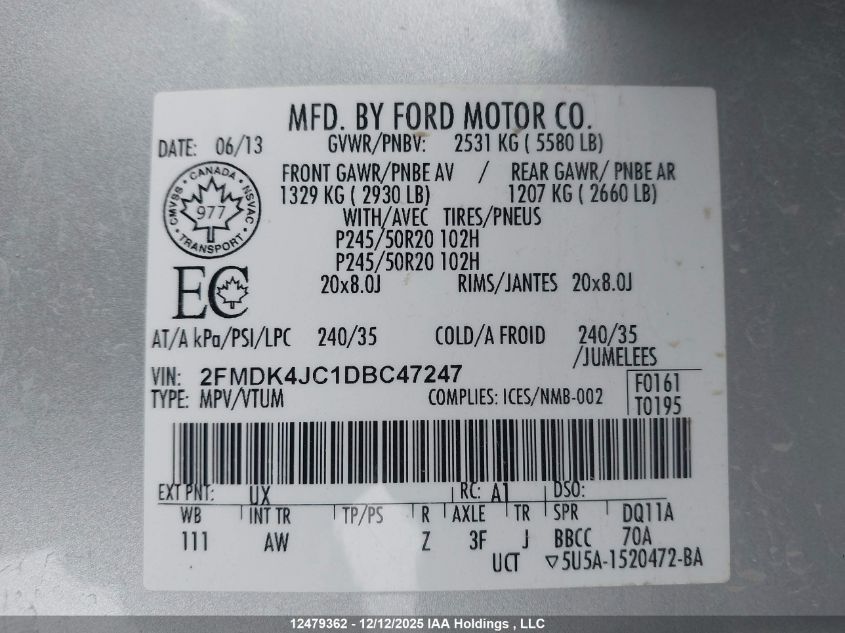 MFD. BY FORD MOTOR CO.
DATE: 06/13 GVWR/PNBV: 2531 KG ( 5580 LB)
FRONT GAWR/PNBE AV / REAR GAWR/ PNBE AR
1329 KG ( 2930 LB) 1207 KG ( 2660 LB)
WITH/AVEC TIRES/PNEUS
P245/50R20 102H
P245/50R20 102H
20x8.0J RIMS/JANTES 20x8.0J
CANADA
CMVSS NSVAC
977
TRANSPORT
EC
AT/A kPa/PSI/LPC 240/35 COLD/A FROID 240/35
/JUMELEES
VIN: 2FMDK4JC1DBC47247
TYPE: MPV/VTUM COMPLIES: ICES/NMB-002
F0161
T0195
EXT PNT: UX RC: A1 DSO:
WB INT TR TP/PS R AXLE TR SPR DQ11A
111 AW Z 3F J BBCC 70A
UCT ▽5U5A-1520472-BA
12479362 - 12/12/2025 IAA Holdings , LLC